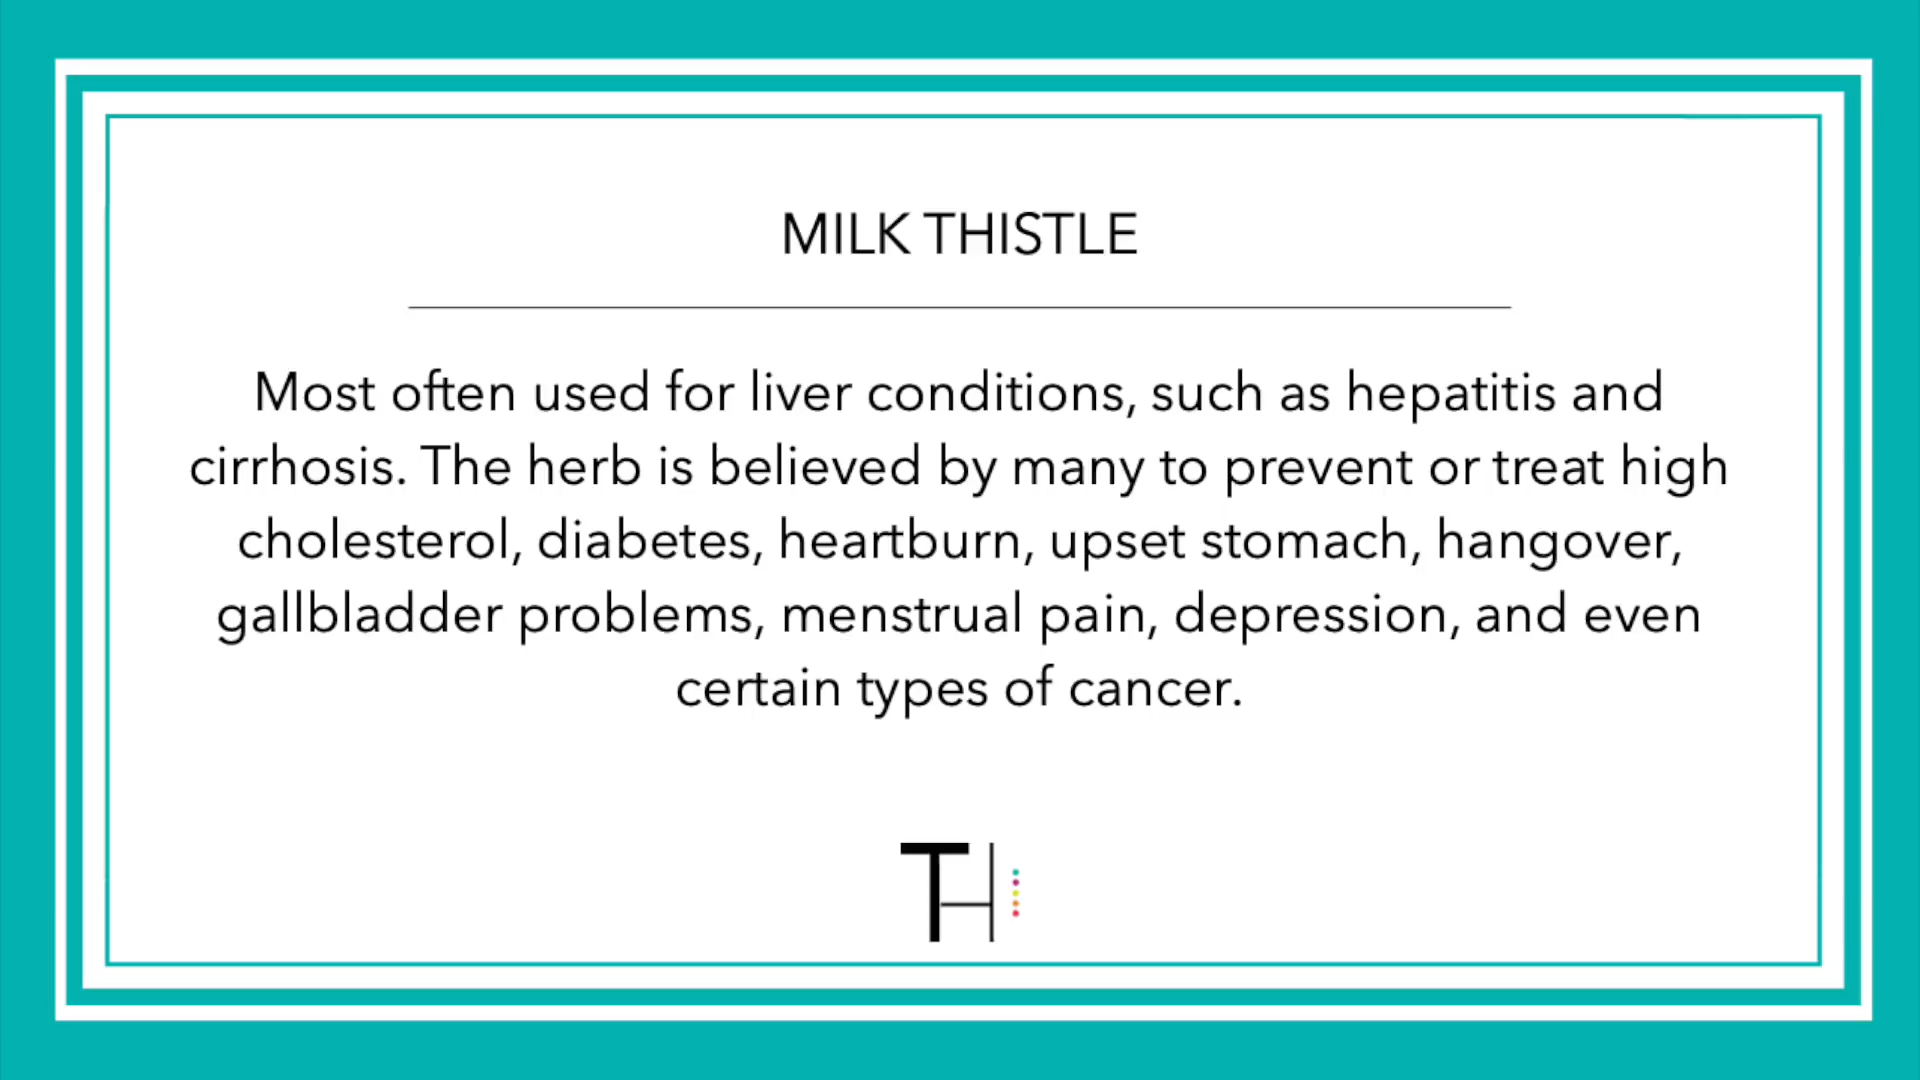 MILK THISTLE
Most often used for liver conditions, such as hepatitis and
cirrhosis. The herb is believed by many to prevent or treat high
cholesterol, diabetes, heartburn, upset stomach, hangover,
gallbladder problems, menstrual pain, depression, and even
certain types of cancer.
TH